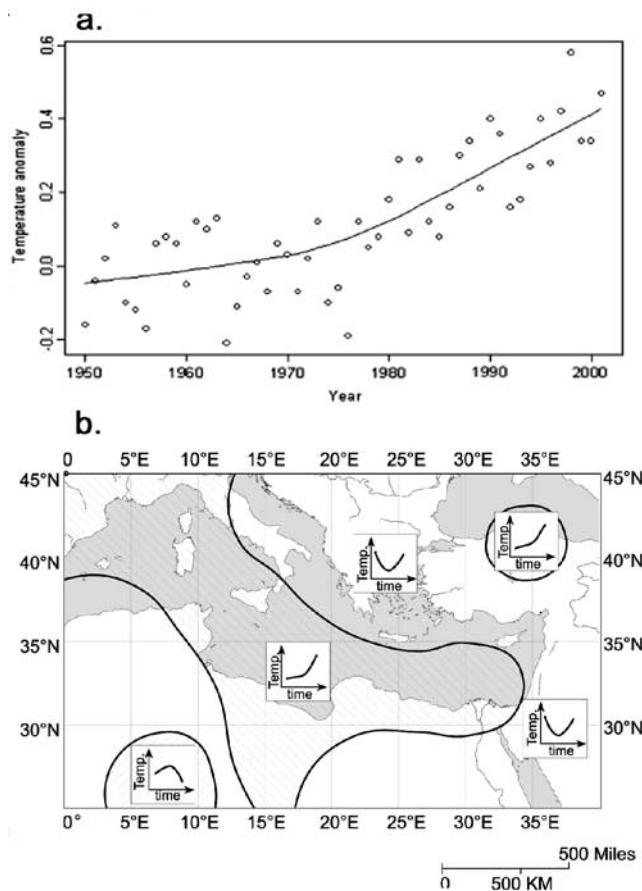 a.
0.6
0.4
0.2
0.0
-0.2
Temperature anomaly
1950 1960 1970 1980 1990 2000
Year
b.
0 5°E 10°E 15°E 20°E 25°E 30°E 35°E
45°N 45°N
40°N 40°N
35°N 35°N
30°N 30°N
Temp.
time
Temp.
time
Temp.
time
Temp.
time
Temp.
time
0° 5°E 10°E 15°E 20°E 25°E 30°E 35°E
500 Miles
0 500 KM